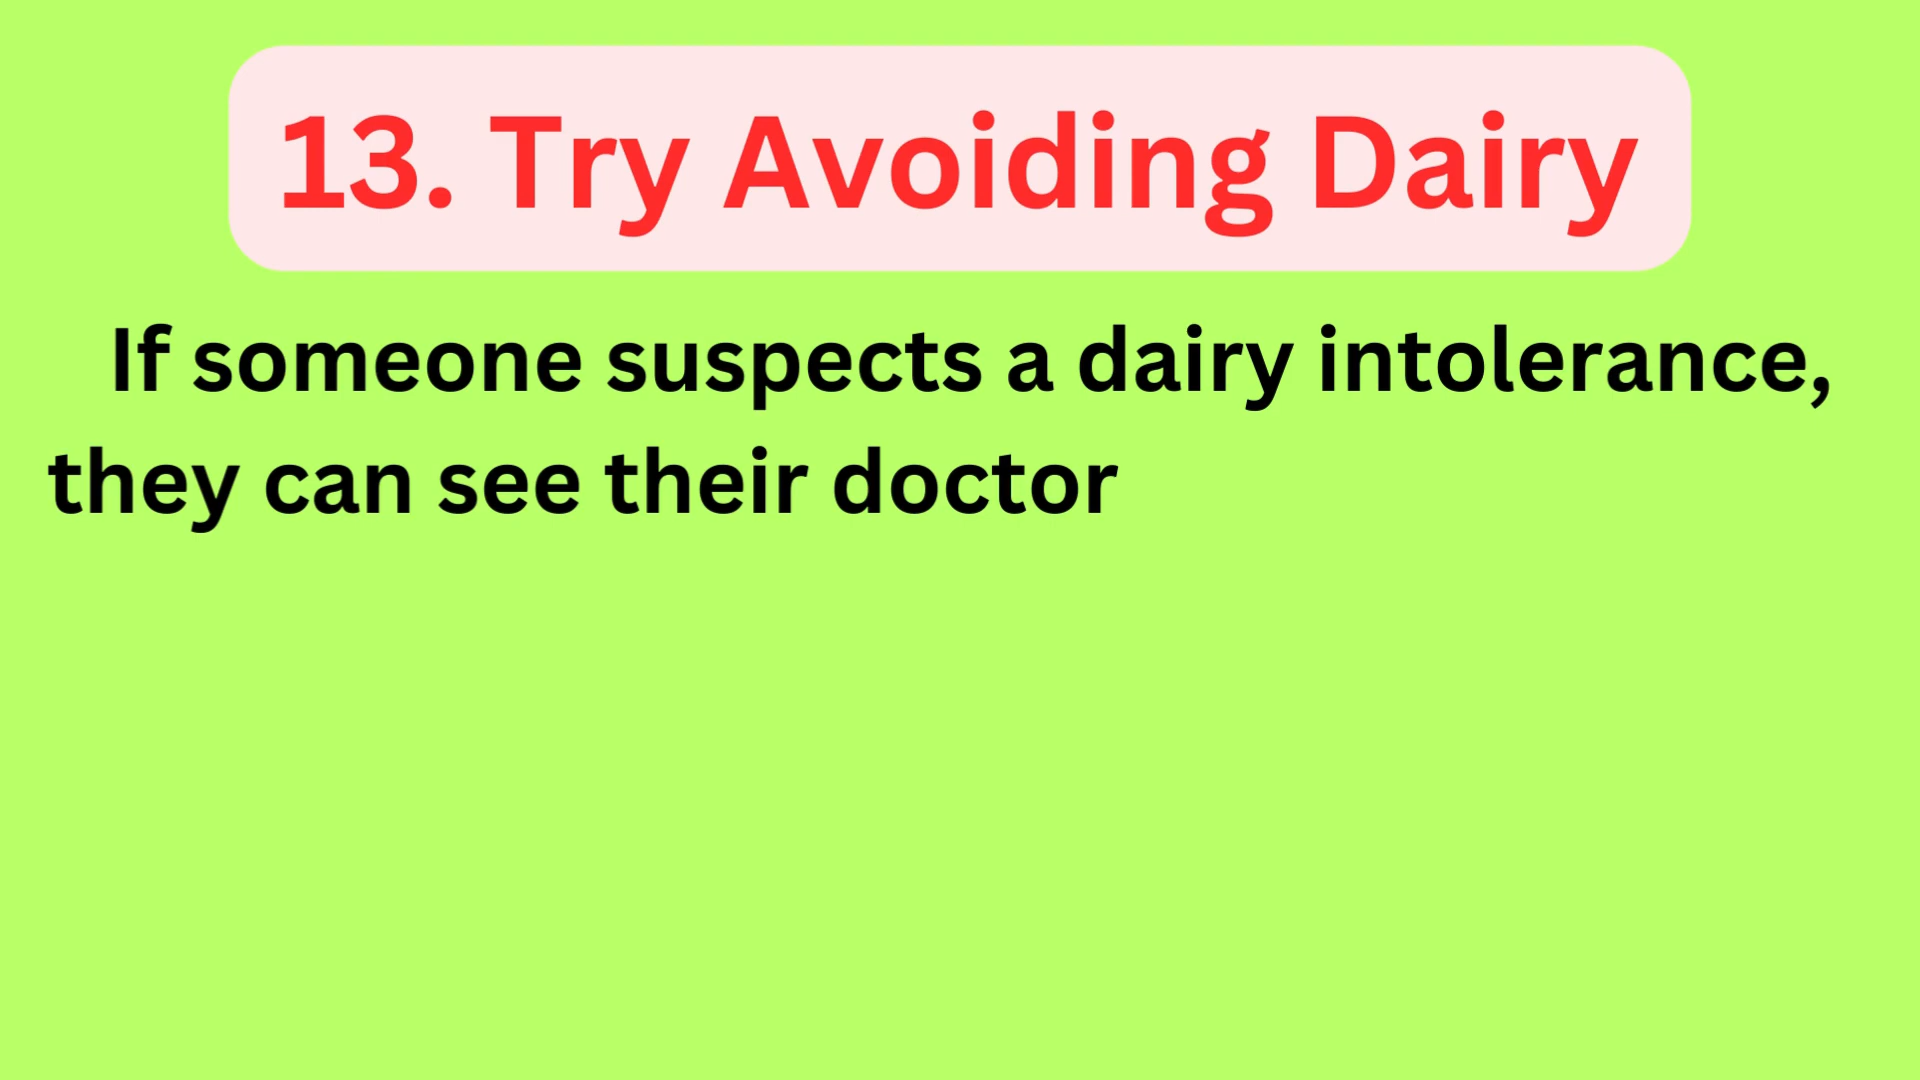 13. Try Avoiding Dairy
If someone suspects a dairy intolerance,
they can see their doctor